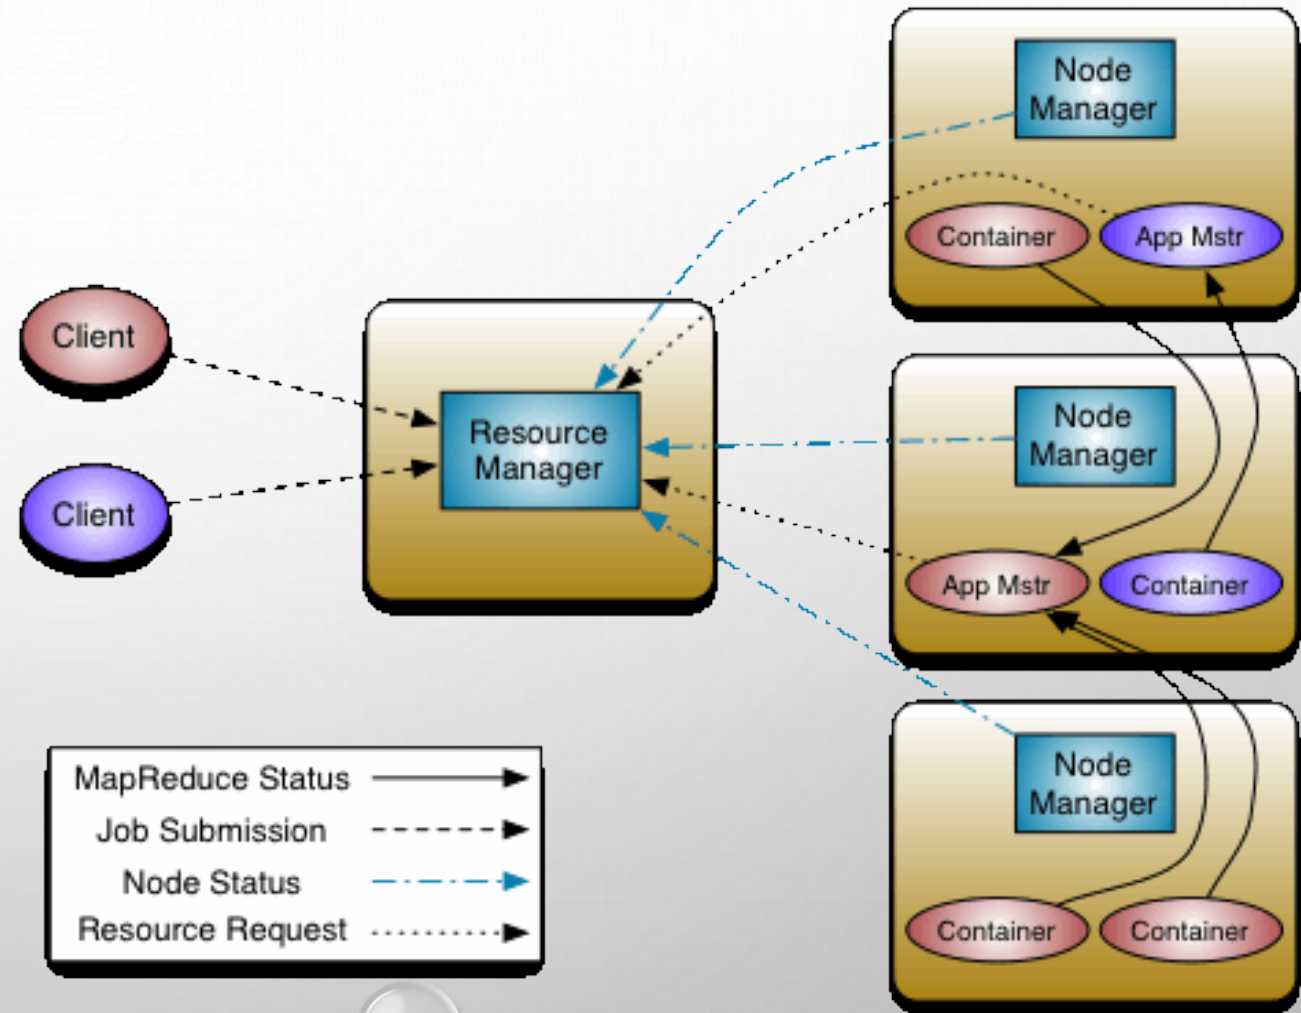 Node
Manager
Container
App Mstr
Client
Resource
Manager
Client
Node
Manager
App Mstr
Container
Node
Manager
Container
Container
MapReduce Status
Job Submission
Node Status
Resource Request